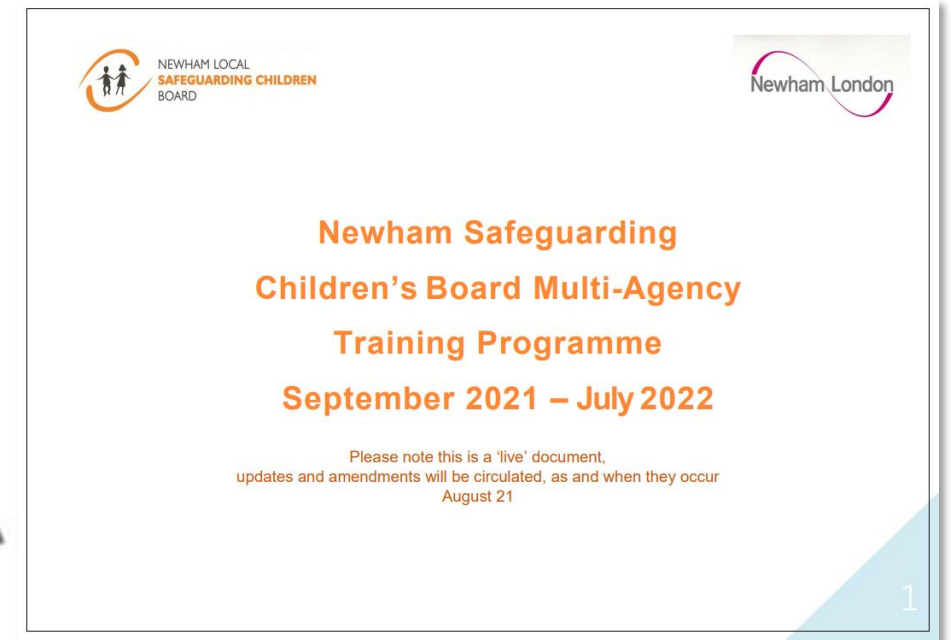 NEWHAM LOCAL
SAFEGUARDING CHILDREN
BOARD
Newham London
Newham Safeguarding
Children's Board Multi-Agency
Training Programme
September 2021 – July 2022
Please note this is a 'live' document,
updates and amendments will be circulated, as and when they occur
August 21
1